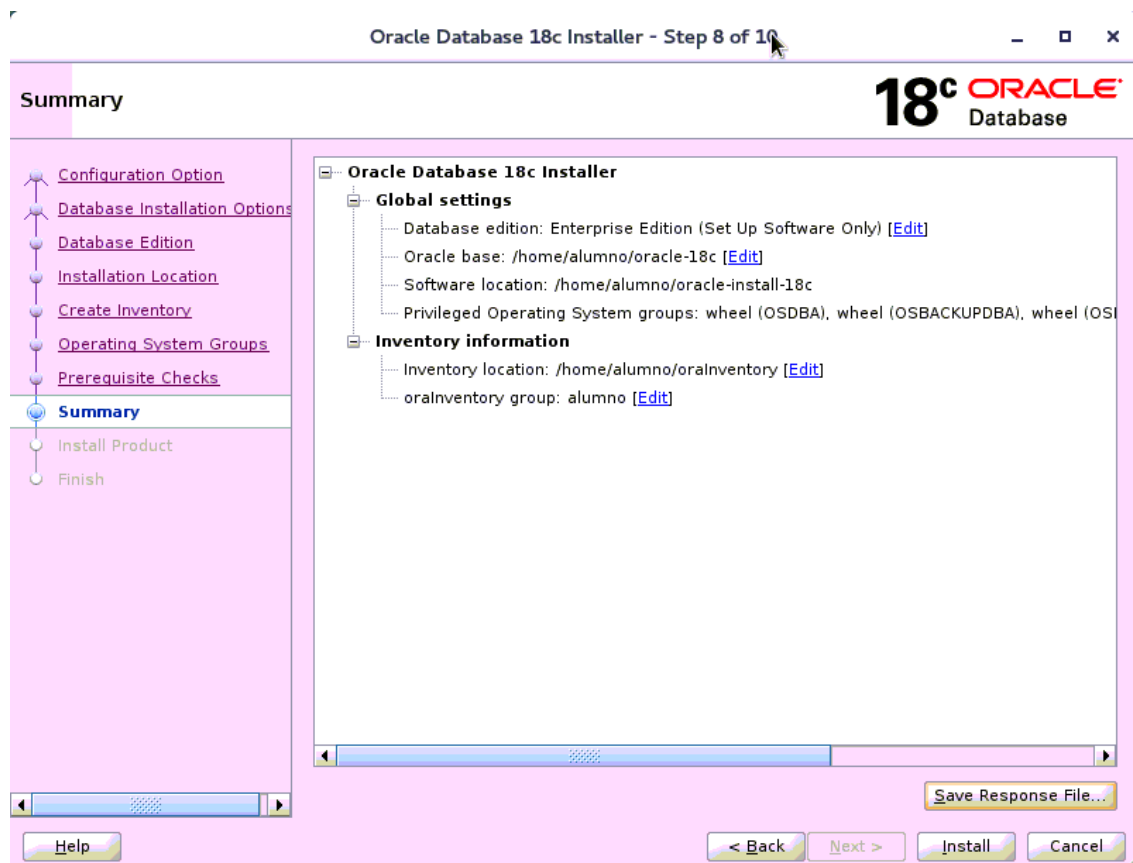 Oracle Database 18c Installer - Step 8 of 10
Summary
18c ORACLE Database
Configuration Option
Database Installation Options
Database Edition
Installation Location
Create Inventory
Operating System Groups
Prerequisite Checks
Summary
Install Product
Finish
Oracle Database 18c Installer
Global settings
Database edition: Enterprise Edition (Set Up Software Only) [Edit]
Oracle base: /home/alumno/oracle-18c [Edit]
Software location: /home/alumno/oracle-install-18c
Privileged Operating System groups: wheel (OSDBA), wheel (OSBACKUPDBA), wheel (OS
Inventory information
Inventory location: /home/alumno/oraInventory [Edit]
oraInventory group: alumno [Edit]
Save Response File...
Help
< Back
Next >
Install
Cancel